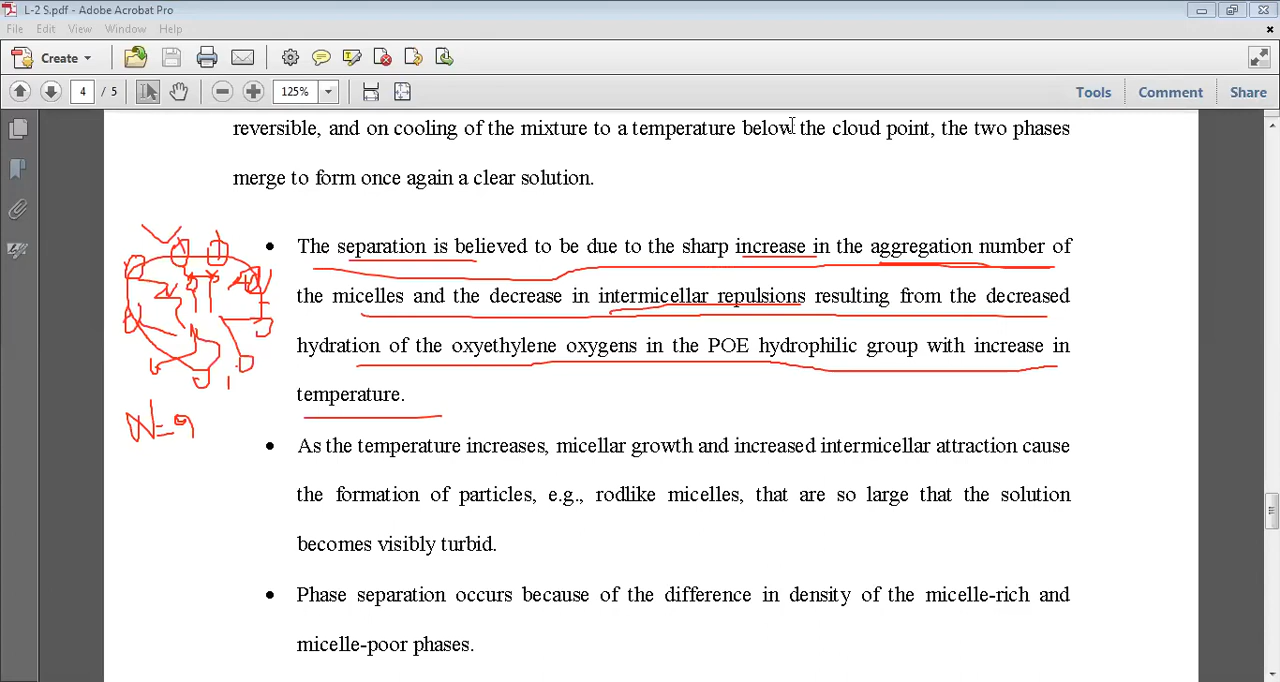 L-2 S.pdf - Adobe Acrobat Pro
File Edit View Window Help
Create
4 / 5 125% Tools Comment Share
reversible, and on cooling of the mixture to a temperature below the cloud point, the two phases
merge to form once again a clear solution.
• The separation is believed to be due to the sharp increase in the aggregation number of
the micelles and the decrease in intermicellar repulsions resulting from the decreased
hydration of the oxyethylene oxygens in the POE hydrophilic group with increase in
temperature.
N=9
• As the temperature increases, micellar growth and increased intermicellar attraction cause
the formation of particles, e.g., rodlike micelles, that are so large that the solution
becomes visibly turbid.
• Phase separation occurs because of the difference in density of the micelle-rich and
micelle-poor phases.